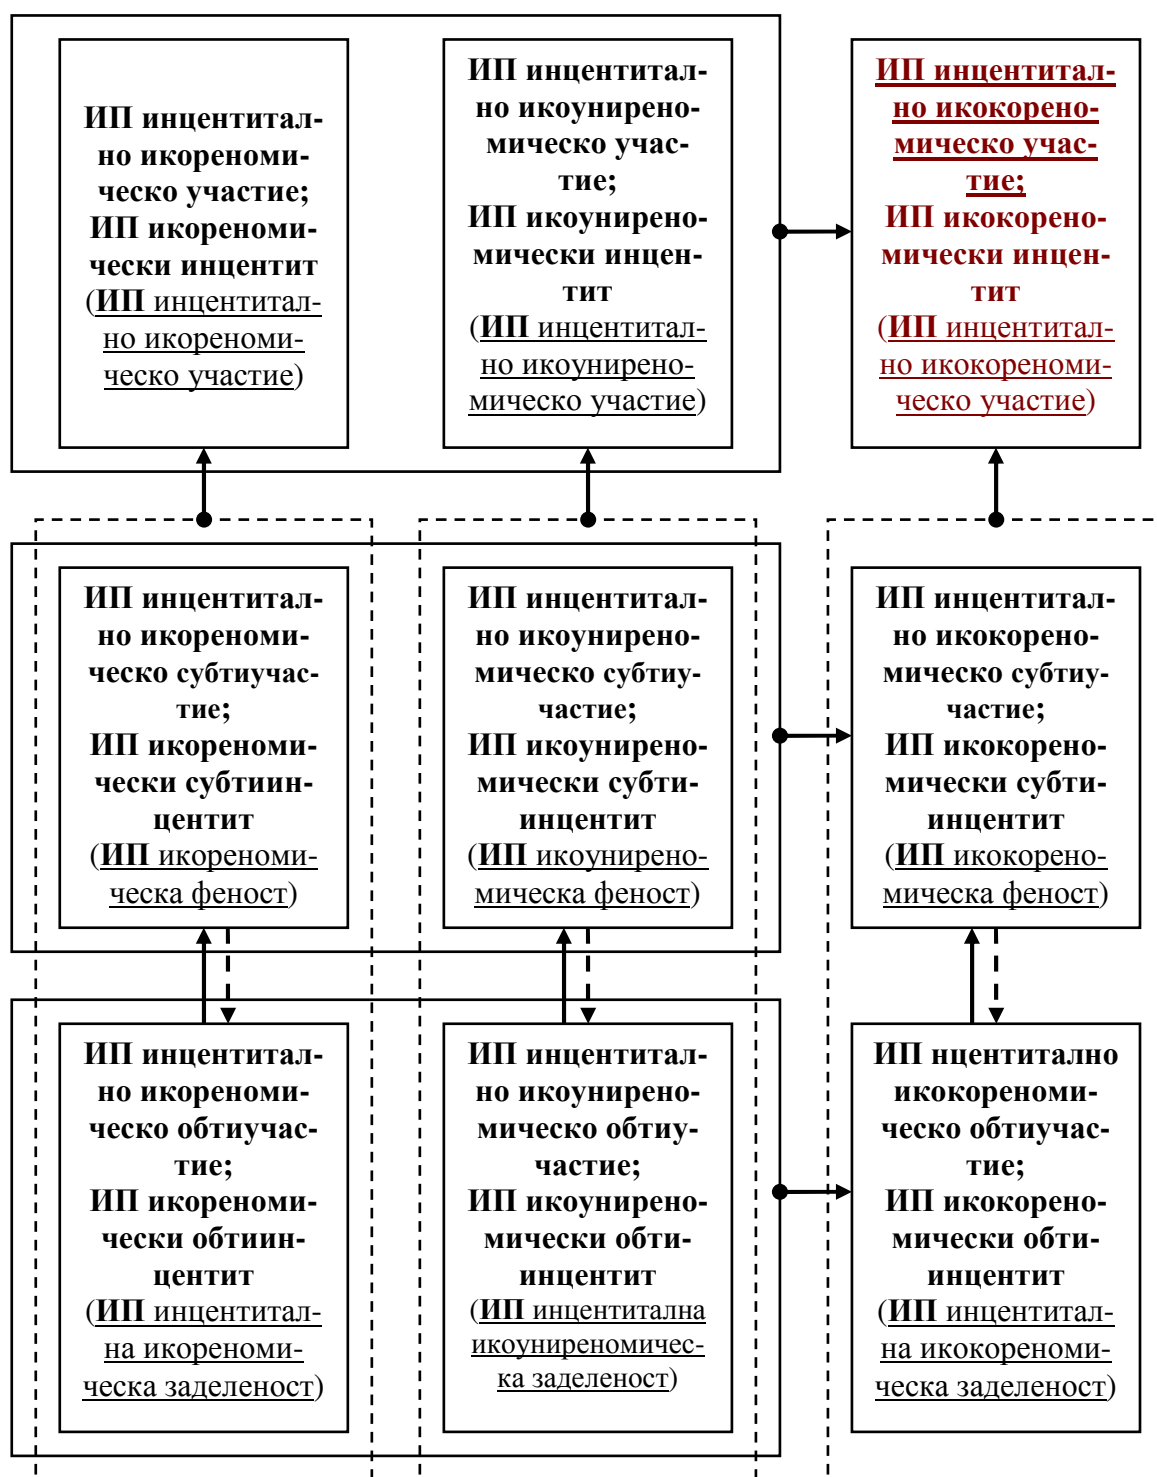 ИП инцентитал-
но икореноми-
ческо участие;
ИП икореноми-
чески инцентит
(ИП инцентитал-
но икореноми-
ческо участие)
ИП инцентитал-
но икоунирено-
мическо учас-
тие;
ИП икоунирено-
мически инцен-
тит
(ИП инцентитал-
но икоунирено-
мическо участие)
ИП инцентитал-
но икокорено-
мическо учас-
тие;
ИП икокорено-
мически инцен-
тит
(ИП инцентитал-
но икокореноми-
ческо участие)
ИП инцентитал-
но икореноми-
ческо субтиучас-
тие;
ИП икореноми-
чески субтиин-
центит
(ИП икореноми-
ческа феност)
ИП инцентитал-
но икоунирено-
мическо субтиу-
частие;
ИП икоунирено-
мически субти-
инцентит
(ИП икоунирено-
мическа феност)
ИП инцентитал-
но икокорено-
мическо субтиу-
частие;
ИП икокорено-
мически субти-
инцентит
(ИП икокорено-
мическа феност)
ИП инцентитал-
но икореноми-
ческо обтиучас-
тие;
ИП икореноми-
чески обтиин-
центит
(ИП инцентитал-
на икореноми-
ческа заделеност)
ИП инцентитал-
но икоунирено-
мическо обтиу-
частие;
ИП икоунирено-
мически обти-
инцентит
(ИП инцентитална
икоуниреномичес-
ка заделеност)
ИП нцентитално
икокореноми-
ческо обтиучас-
тие;
ИП икокорено-
мически обти-
инцентит
(ИП инцентитал-
на икокореноми-
ческа заделеност)